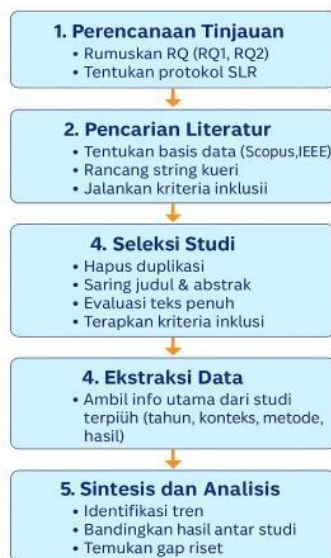 1. Perencanaan Tinjauan
• Rumuskan RQ (RQ1, RQ2)
• Tentukan protokol SLR
2. Pencarian Literatur
• Tentukan basis data (Scopus,IEEE)
• Rancang string kueri
• Jalankan kriteria inklusii
4. Seleksi Studi
• Hapus duplikasi
• Saring judul & abstrak
• Evaluasi teks penuh
• Terapkan kriteria inklusi
4. Ekstraksi Data
• Ambil info utama dari studi
terpiüh (tahun, konteks, metode,
hasil)
5. Sintesis dan Analisis
• Identifikasi tren
• Bandingkan hasil antar studi
• Temukan gap riset